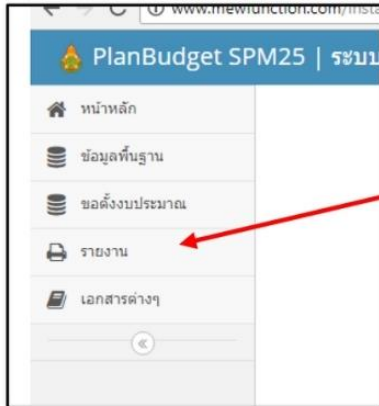 www.mewfunction.com/insta
PlanBudget SPM25 | ระบบ
หน้าหลัก
ข้อมูลพื้นฐาน
ขอตั้งงบประมาณ
รายงาน
เอกสารต่างๆ